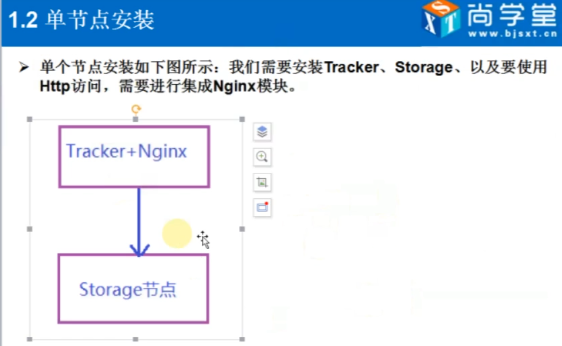 1.2 单节点安装
尚学堂
www.bjsxt.cn
单个节点安装如下图所示：我们需要安装Tracker、Storage、以及要使用
Http访问，需要进行集成Nginx模块。
Tracker+Nginx
Storage节点